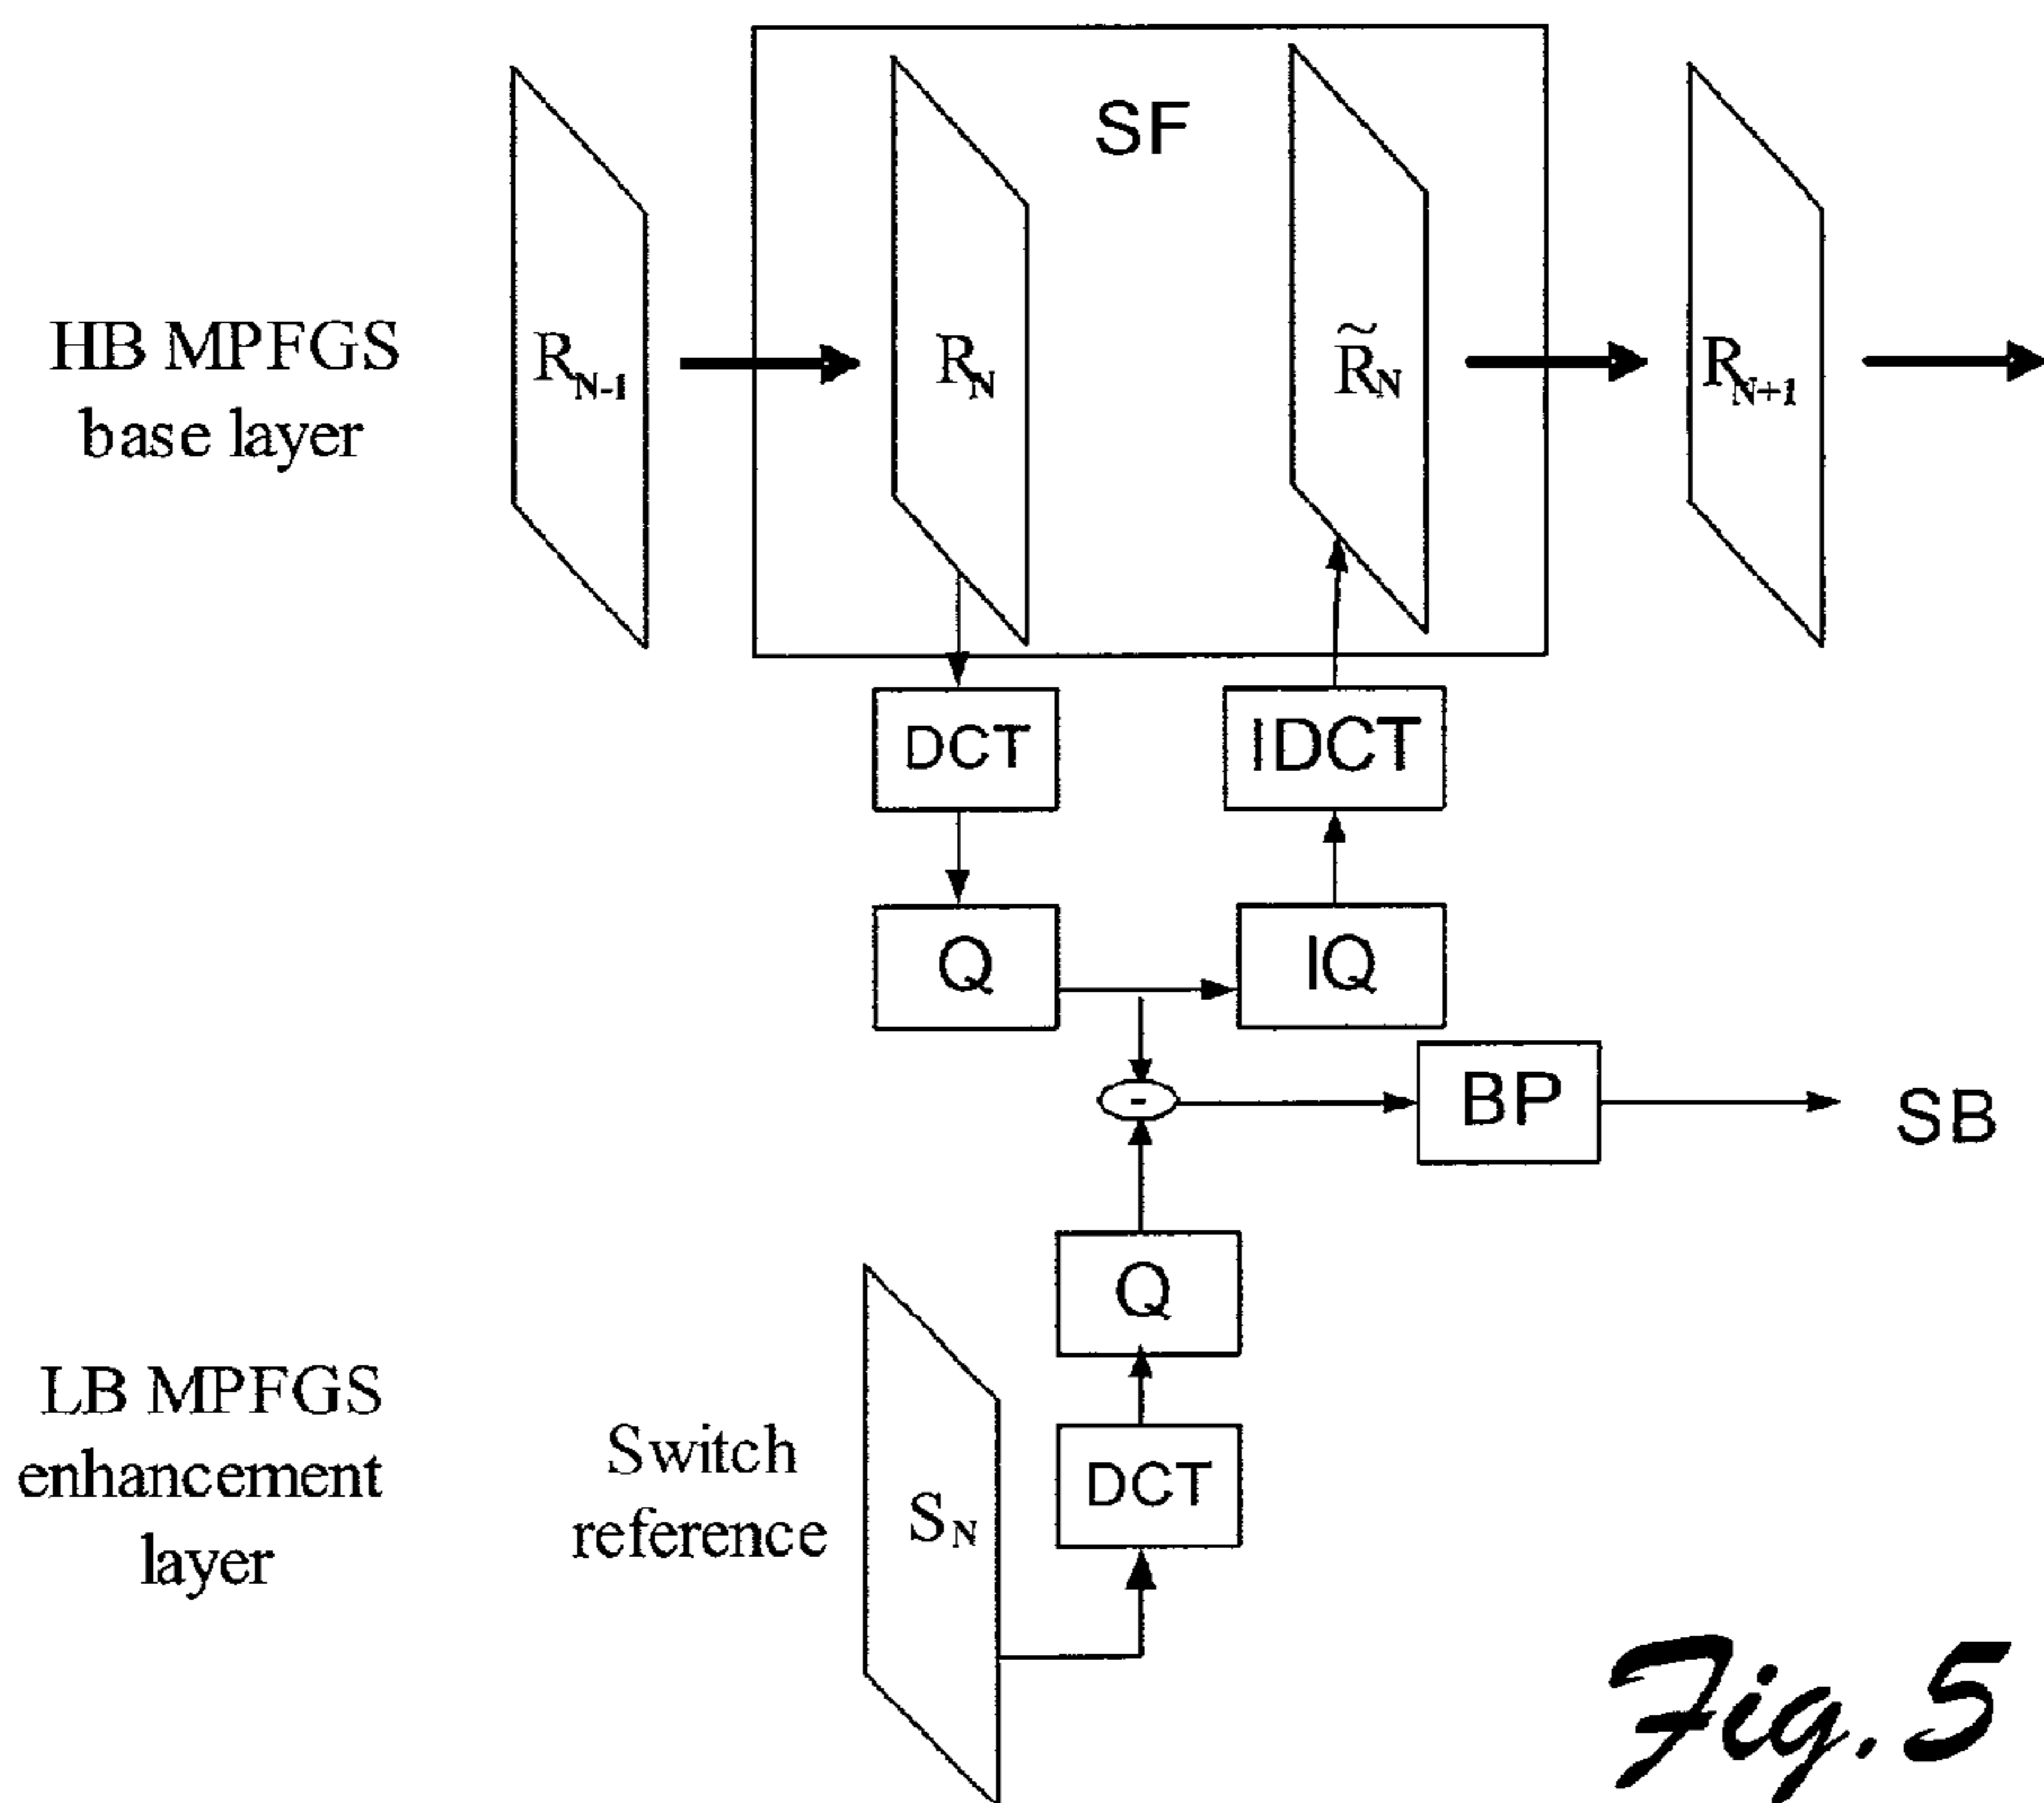 SF
HB MPFGS
base layer
R_{N-1}
R_N
R̃_N
R_{N+1}
DCT
IDCT
Q
IQ
-
BP
SB
Q
LB MPFGS
enhancement
layer
Switch
reference
S_N
DCT
Fig. 5